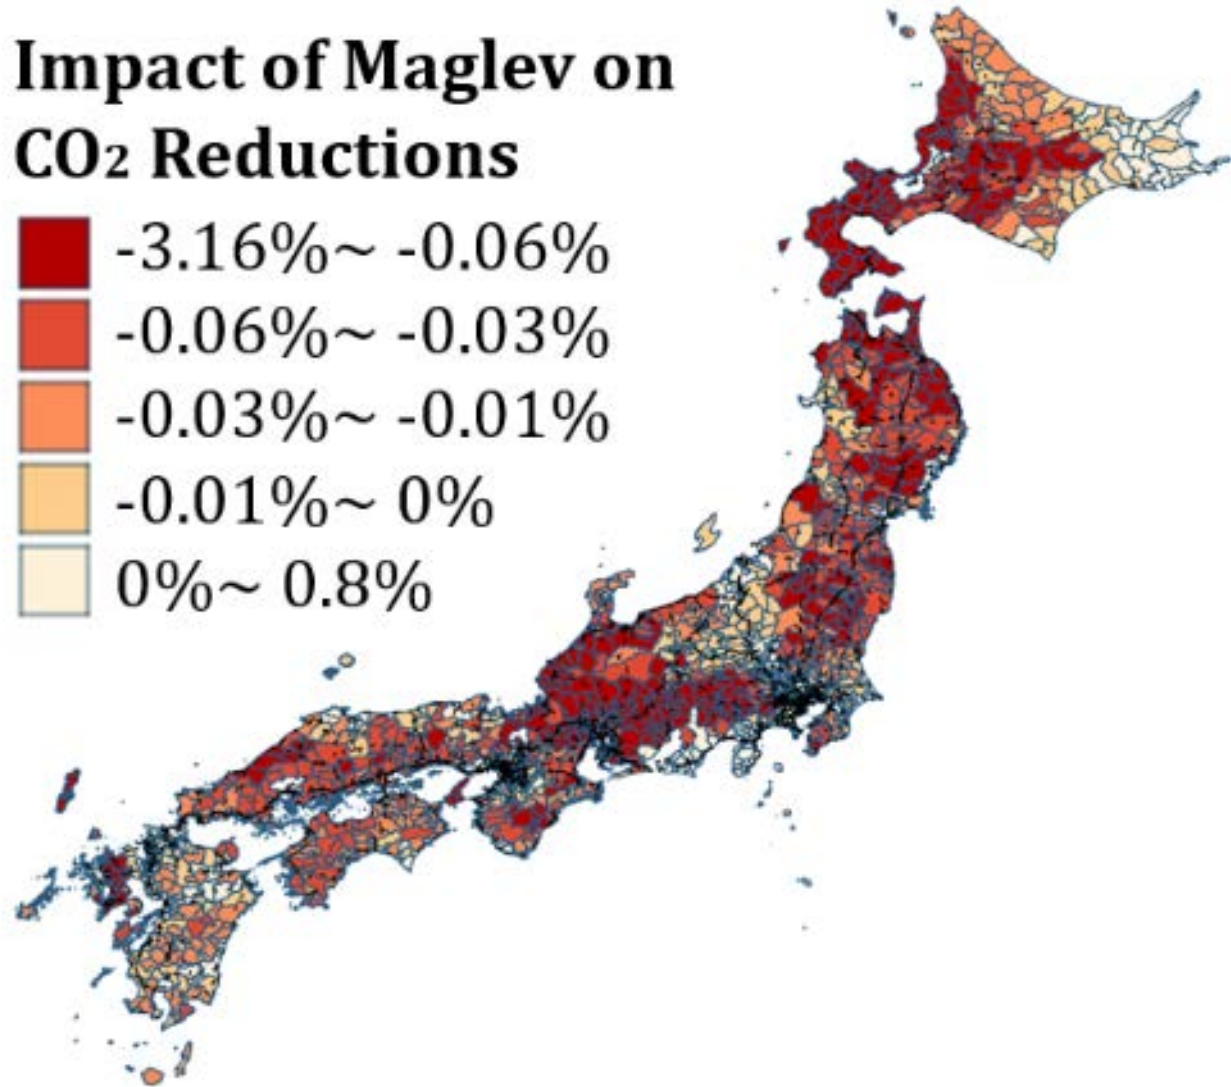 Impact of Maglev on
CO₂ Reductions
-3.16%~ -0.06%
-0.06%~ -0.03%
-0.03%~ -0.01%
-0.01%~ 0%
0%~ 0.8%